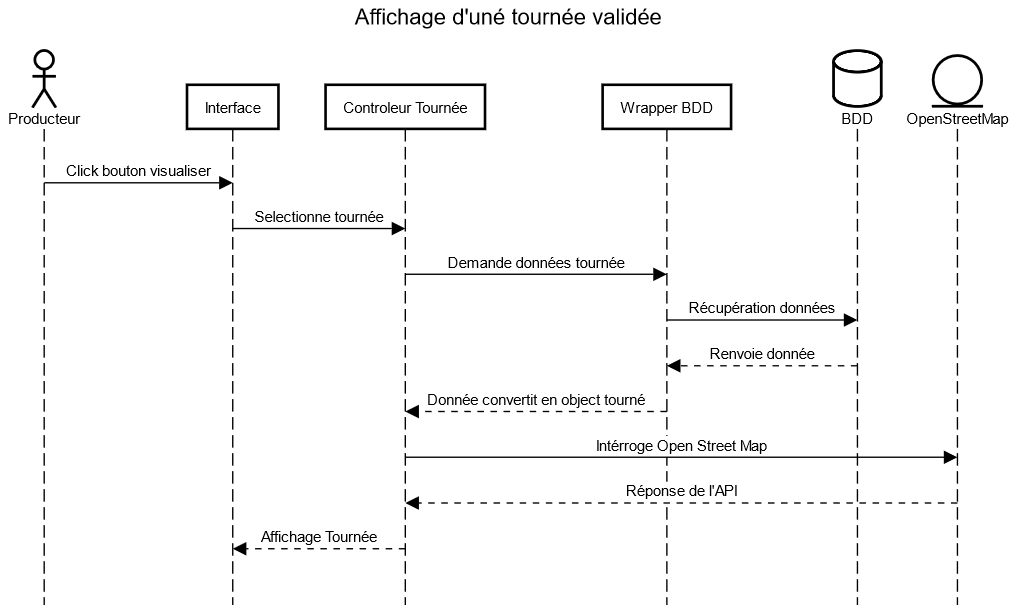 Affichage d'uné tournée validée
Producteur
Interface
Controleur Tournée
Wrapper BDD
BDD
OpenStreetMap
Click bouton visualiser
Selectionne tournée
Demande données tournée
Récupération données
Renvoie donnée
Donnée convertit en object tourné
Intérroge Open Street Map
Réponse de l'API
Affichage Tournée